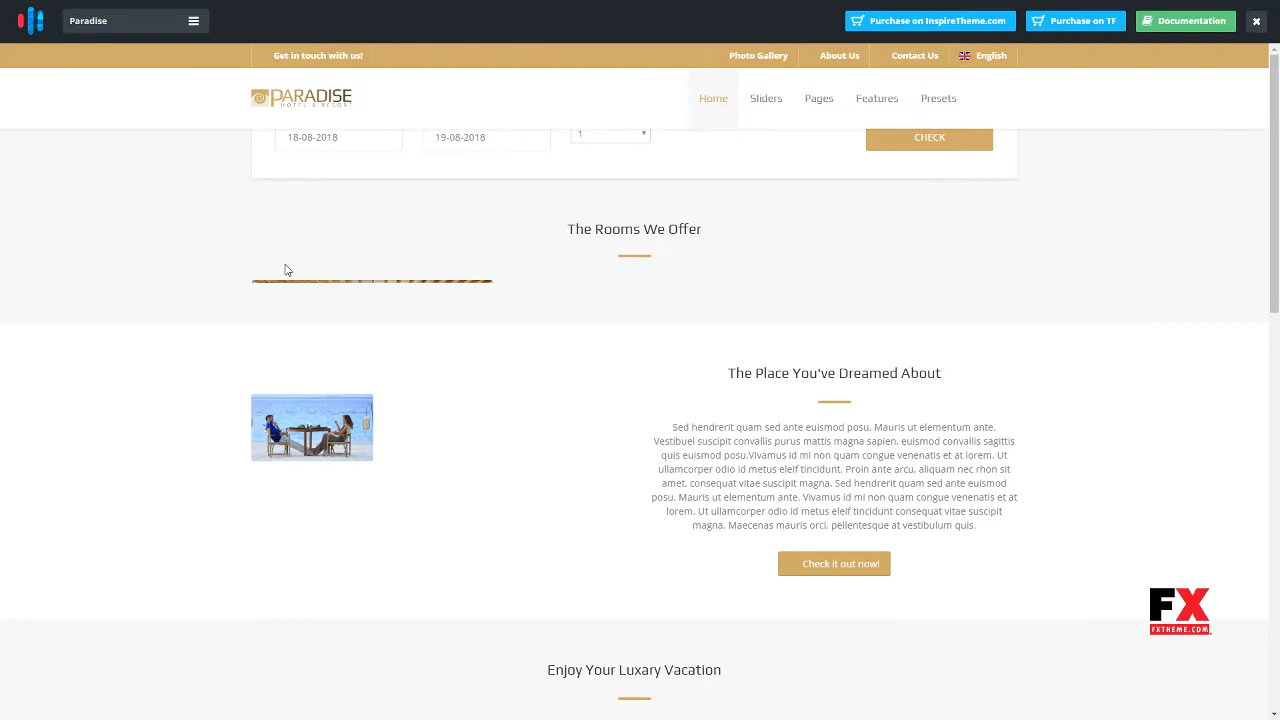 Paradise
Purchase on InspireTheme.com
Purchase on TF
Documentation
Get in touch with us!
Photo Gallery
About Us
Contact Us
English
PARADISE
HOTEL & RESORT
Home
Sliders
Pages
Features
Presets
18-08-2018
19-08-2018
1
CHECK
The Rooms We Offer
The Place You've Dreamed About
Sed hendrerit quam sed ante euismod posu. Mauris ut elementum ante.
Vestibuel suscipit convallis purus mattis magna sapien, euismod convallis sagittis
quis euismod posu.Vivamus id mi non quam congue venenatis et at lorem. Ut
ullamcorper odio id metus eleif tincidunt. Proin ante arcu, aliquam nec rhon sit
amet, consequat vitae suscipit magna. Sed hendrerit quam sed ante euismod
posu. Mauris ut elementum ante. Vivamus id mi non quam congue venenatis et at
lorem. Ut ullamcorper odio id metus eleif tincidunt consequat vitae suscipit
magna. Maecenas mauris orci, pellentesque at vestibulum quis.
Check it out now!
FX
FXTHEME.COM
Enjoy Your Luxary Vacation